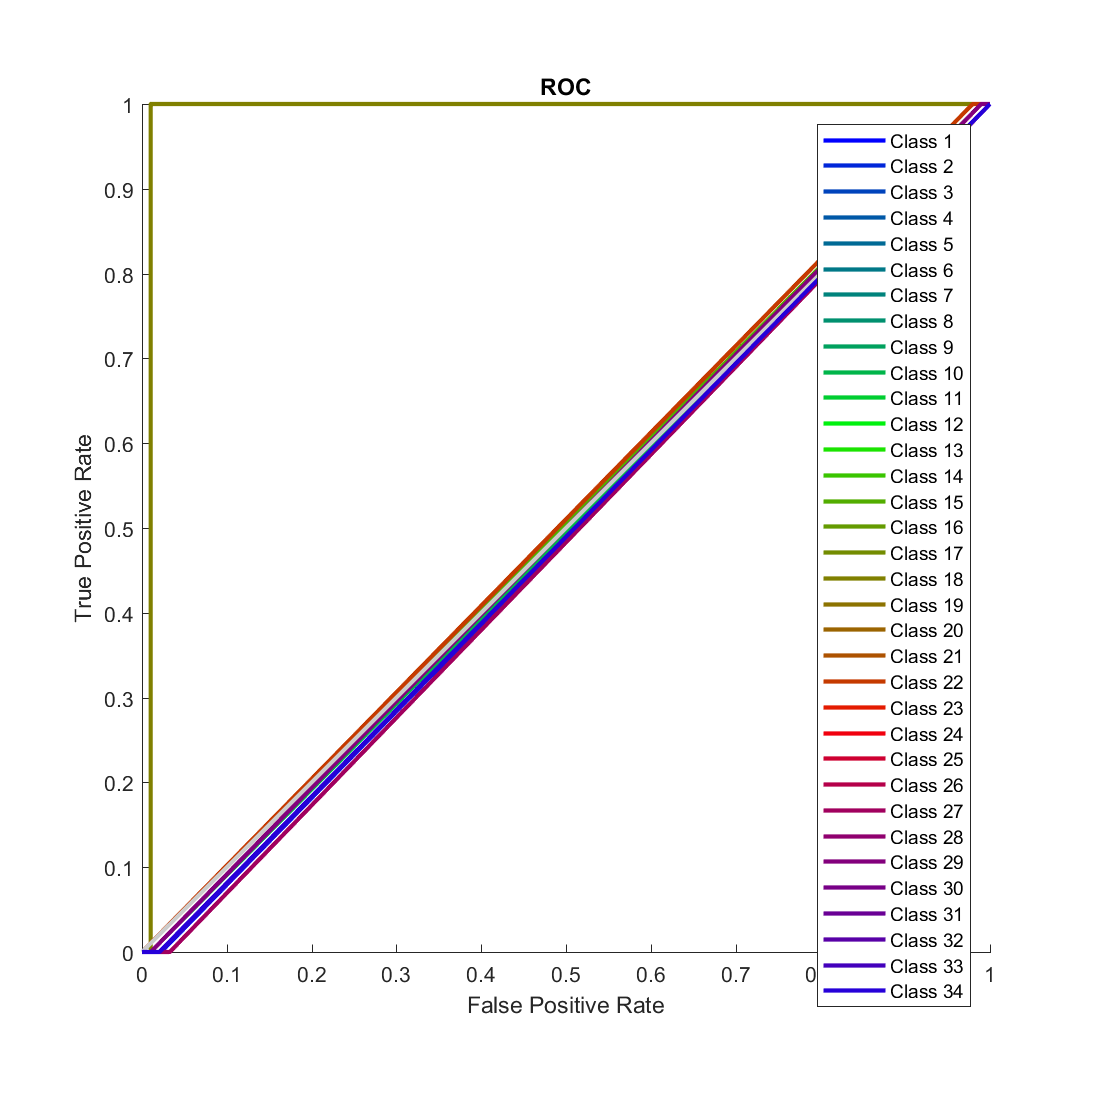 ROC
1
0.9
0.8
0.7
0.6
0.5
0.4
0.3
0.2
0.1
0
True Positive Rate
0 0.1 0.2 0.3 0.4 0.5 0.6 0.7 1
False Positive Rate
Class 1
Class 2
Class 3
Class 4
Class 5
Class 6
Class 7
Class 8
Class 9
Class 10
Class 11
Class 12
Class 13
Class 14
Class 15
Class 16
Class 17
Class 18
Class 19
Class 20
Class 21
Class 22
Class 23
Class 24
Class 25
Class 26
Class 27
Class 28
Class 29
Class 30
Class 31
Class 32
Class 33
Class 34